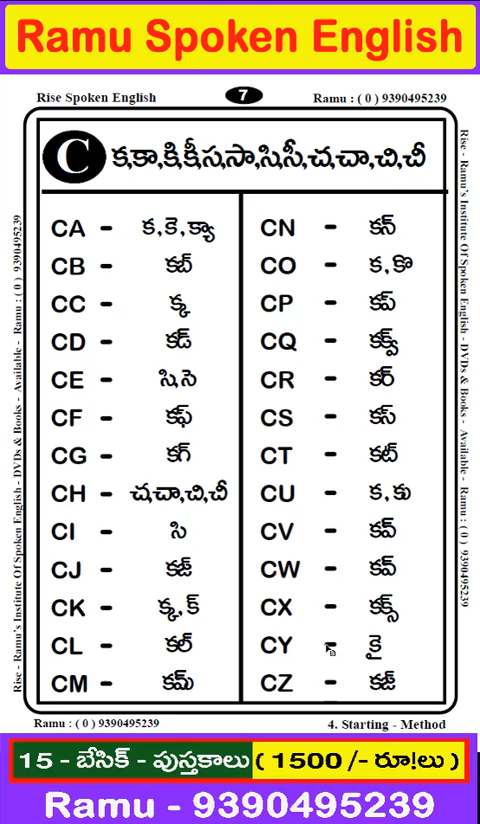 Ramu Spoken English
Rise Spoken English 7 Ramu : ( 0 ) 9390495239
C క,కా,కి,కీ,స,సా,సి,సీ,చ,చా,చి,చీ
CA - క,కె,క్యా
CB - కబ్
CC - క్క
CD - కడ్
CE - సి,సె
CF - కఫ్
CG - కగ్
CH - చ,చా,చి,చీ
CI - సి
CJ - కజ్
CK - క్క,క్
CL - కల్
CM - కమ్
CN - కన్
CO - క,కొ
CP - కప్
CQ - కక్వ్
CR - కర్
CS - కస్
CT - కట్
CU - క,కు
CV - కవ్
CW - కవ్
CX - కక్స్
CY - కై
CZ - కజ్
Rise - Ramu's Institute Of Spoken English - DVDs & Books - Available - Ramu : ( 0 ) 9390495239
Rise - Ramu's Institute Of Spoken English - DVDs & Books - Available - Ramu : ( 0 ) 9390495239
Ramu : ( 0 ) 9390495239 4. Starting - Method
15 - బేసిక్ - పుస్తకాలు ( 1500 /- రూ!లు )
Ramu - 9390495239